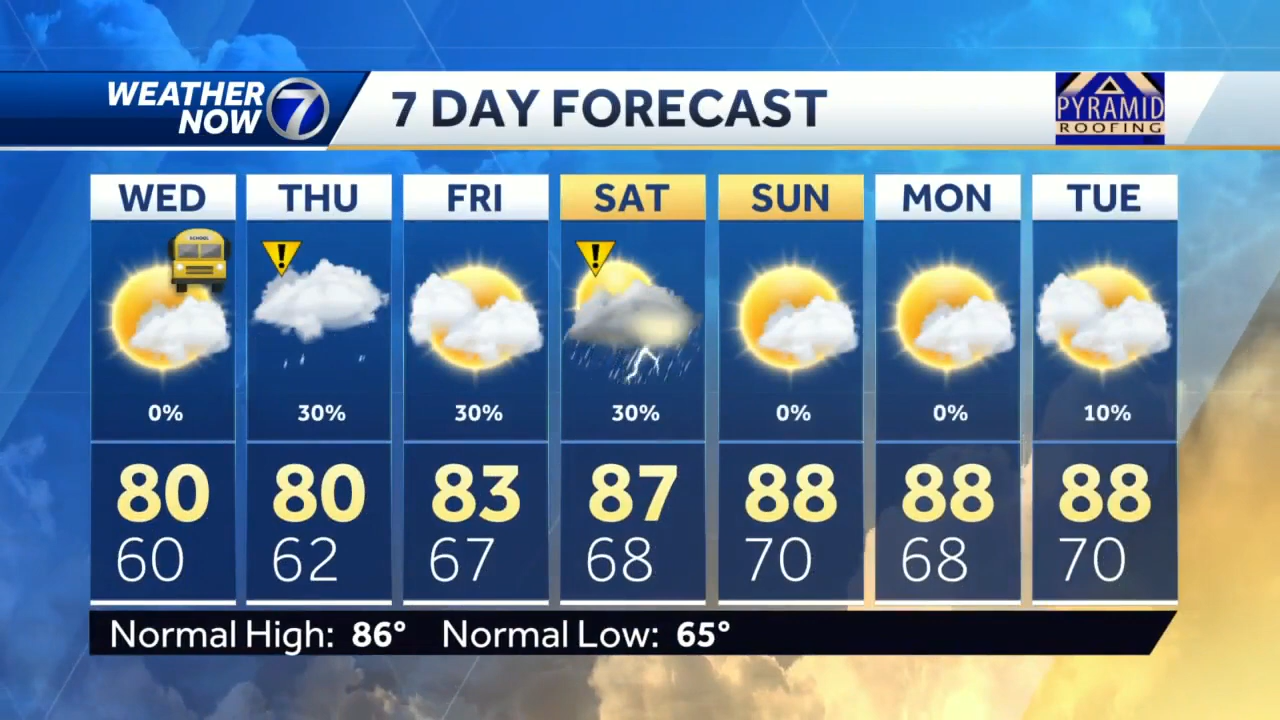 WEATHER
NOW
7
7 DAY FORECAST
PYRAMID
ROOFING
WED THU FRI SAT SUN MON TUE
SCHOOL
! !
0% 30% 30% 30% 0% 0% 10%
80 80 83 87 88 88 88
60 62 67 68 70 68 70
Normal High: 86° Normal Low: 65°